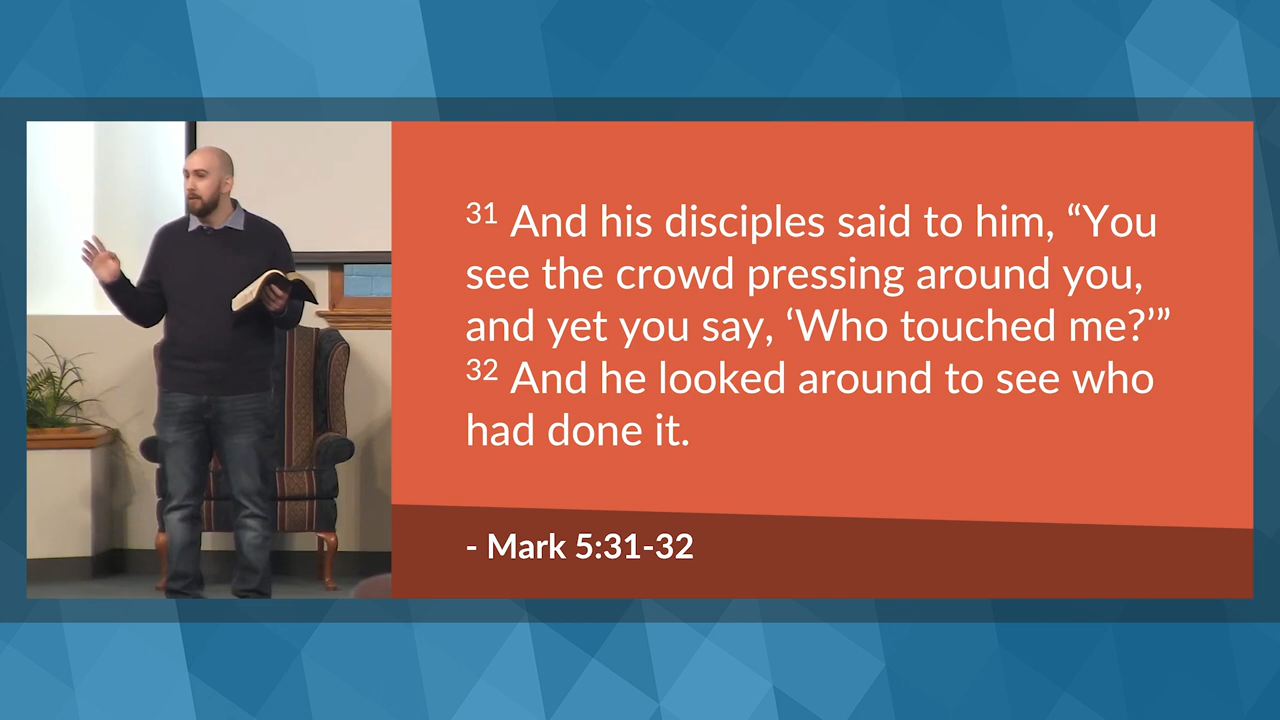 31 And his disciples said to him, “You
see the crowd pressing around you,
and yet you say, ‘Who touched me?’”
32 And he looked around to see who
had done it.
- Mark 5:31-32